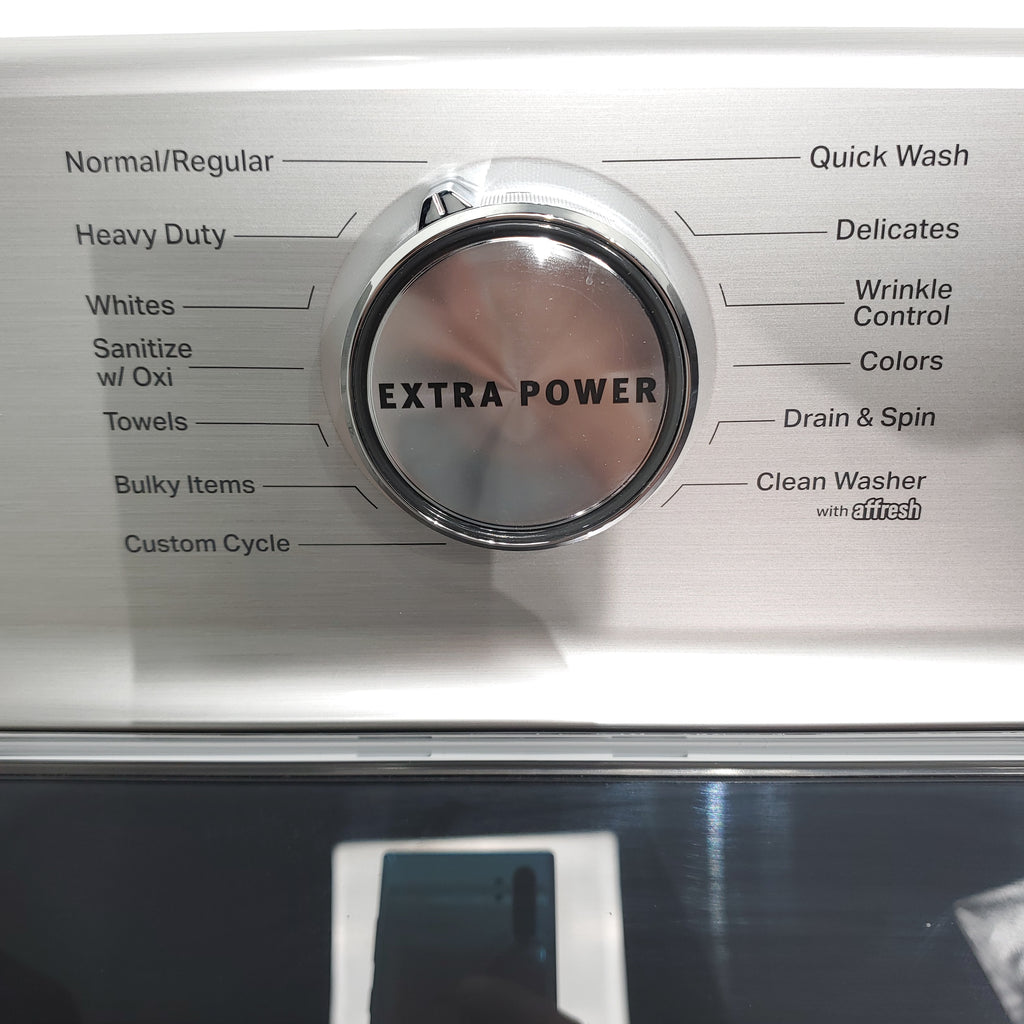 Normal/Regular
Heavy Duty
Whites
Sanitize
w/ Oxi
Towels
Bulky Items
Custom Cycle
EXTRA POWER
Quick Wash
Delicates
Wrinkle
Control
Colors
Drain & Spin
Clean Washer
with affresh